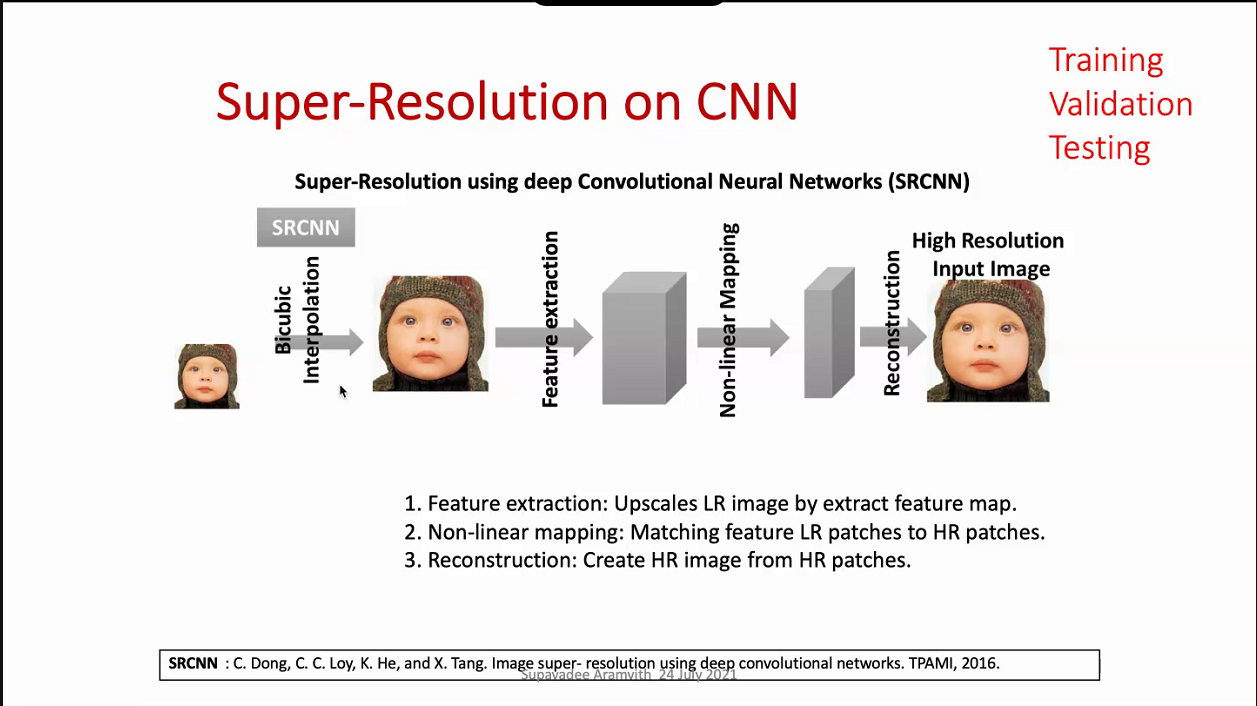 Training
Validation
Testing
Super-Resolution on CNN
Super-Resolution using deep Convolutional Neural Networks (SRCNN)
SRCNN
Bicubic
Interpolation
Feature extraction
Non-linear Mapping
Reconstruction
High Resolution
Input Image
1. Feature extraction: Upscales LR image by extract feature map.
2. Non-linear mapping: Matching feature LR patches to HR patches.
3. Reconstruction: Create HR image from HR patches.
SRCNN : C. Dong, C. C. Loy, K. He, and X. Tang. Image super- resolution using deep convolutional networks. TPAMI, 2016.
Supavadee Aramvith 24 July 2021